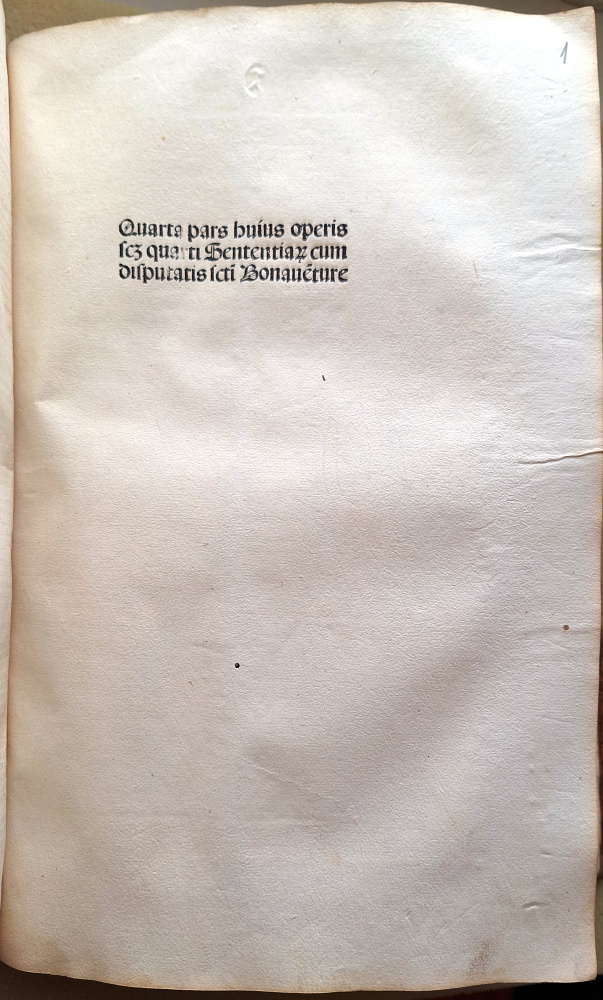 1
Quarta pars huius operis
ſcꝫ quarti Sententiaꝝ cum
diſputatis ſcti Bonauẽture